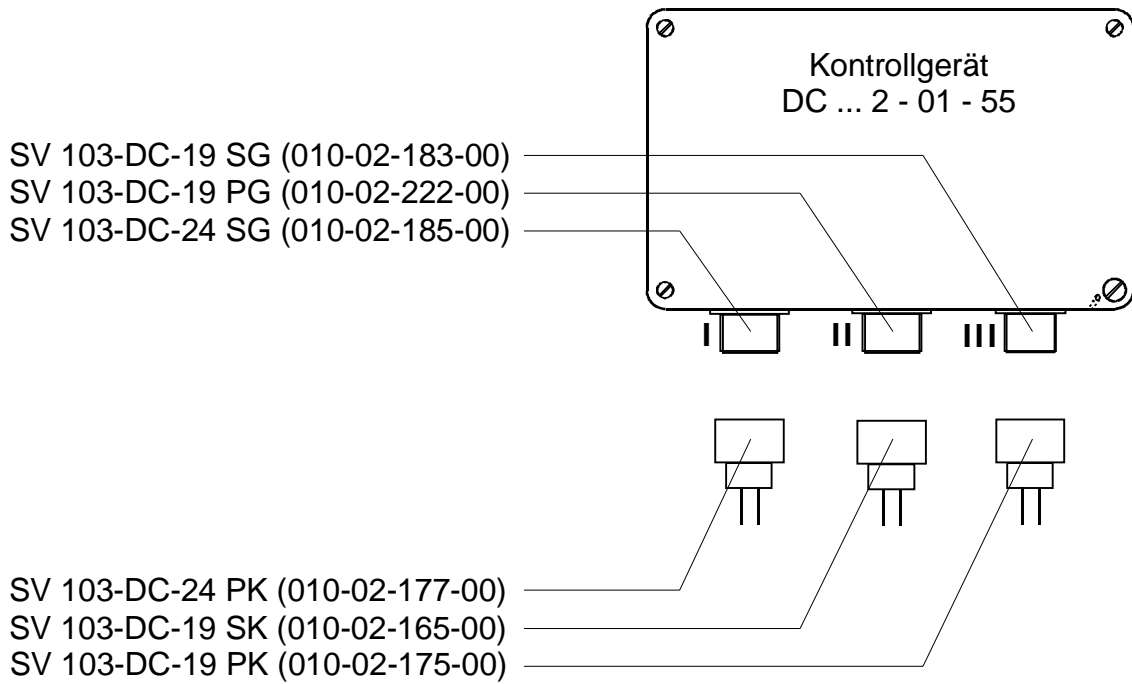 Kontrollgerät
DC ... 2 - 01 - 55
SV 103-DC-19 SG (010-02-183-00)
SV 103-DC-19 PG (010-02-222-00)
SV 103-DC-24 SG (010-02-185-00)
I II III
SV 103-DC-24 PK (010-02-177-00)
SV 103-DC-19 SK (010-02-165-00)
SV 103-DC-19 PK (010-02-175-00)